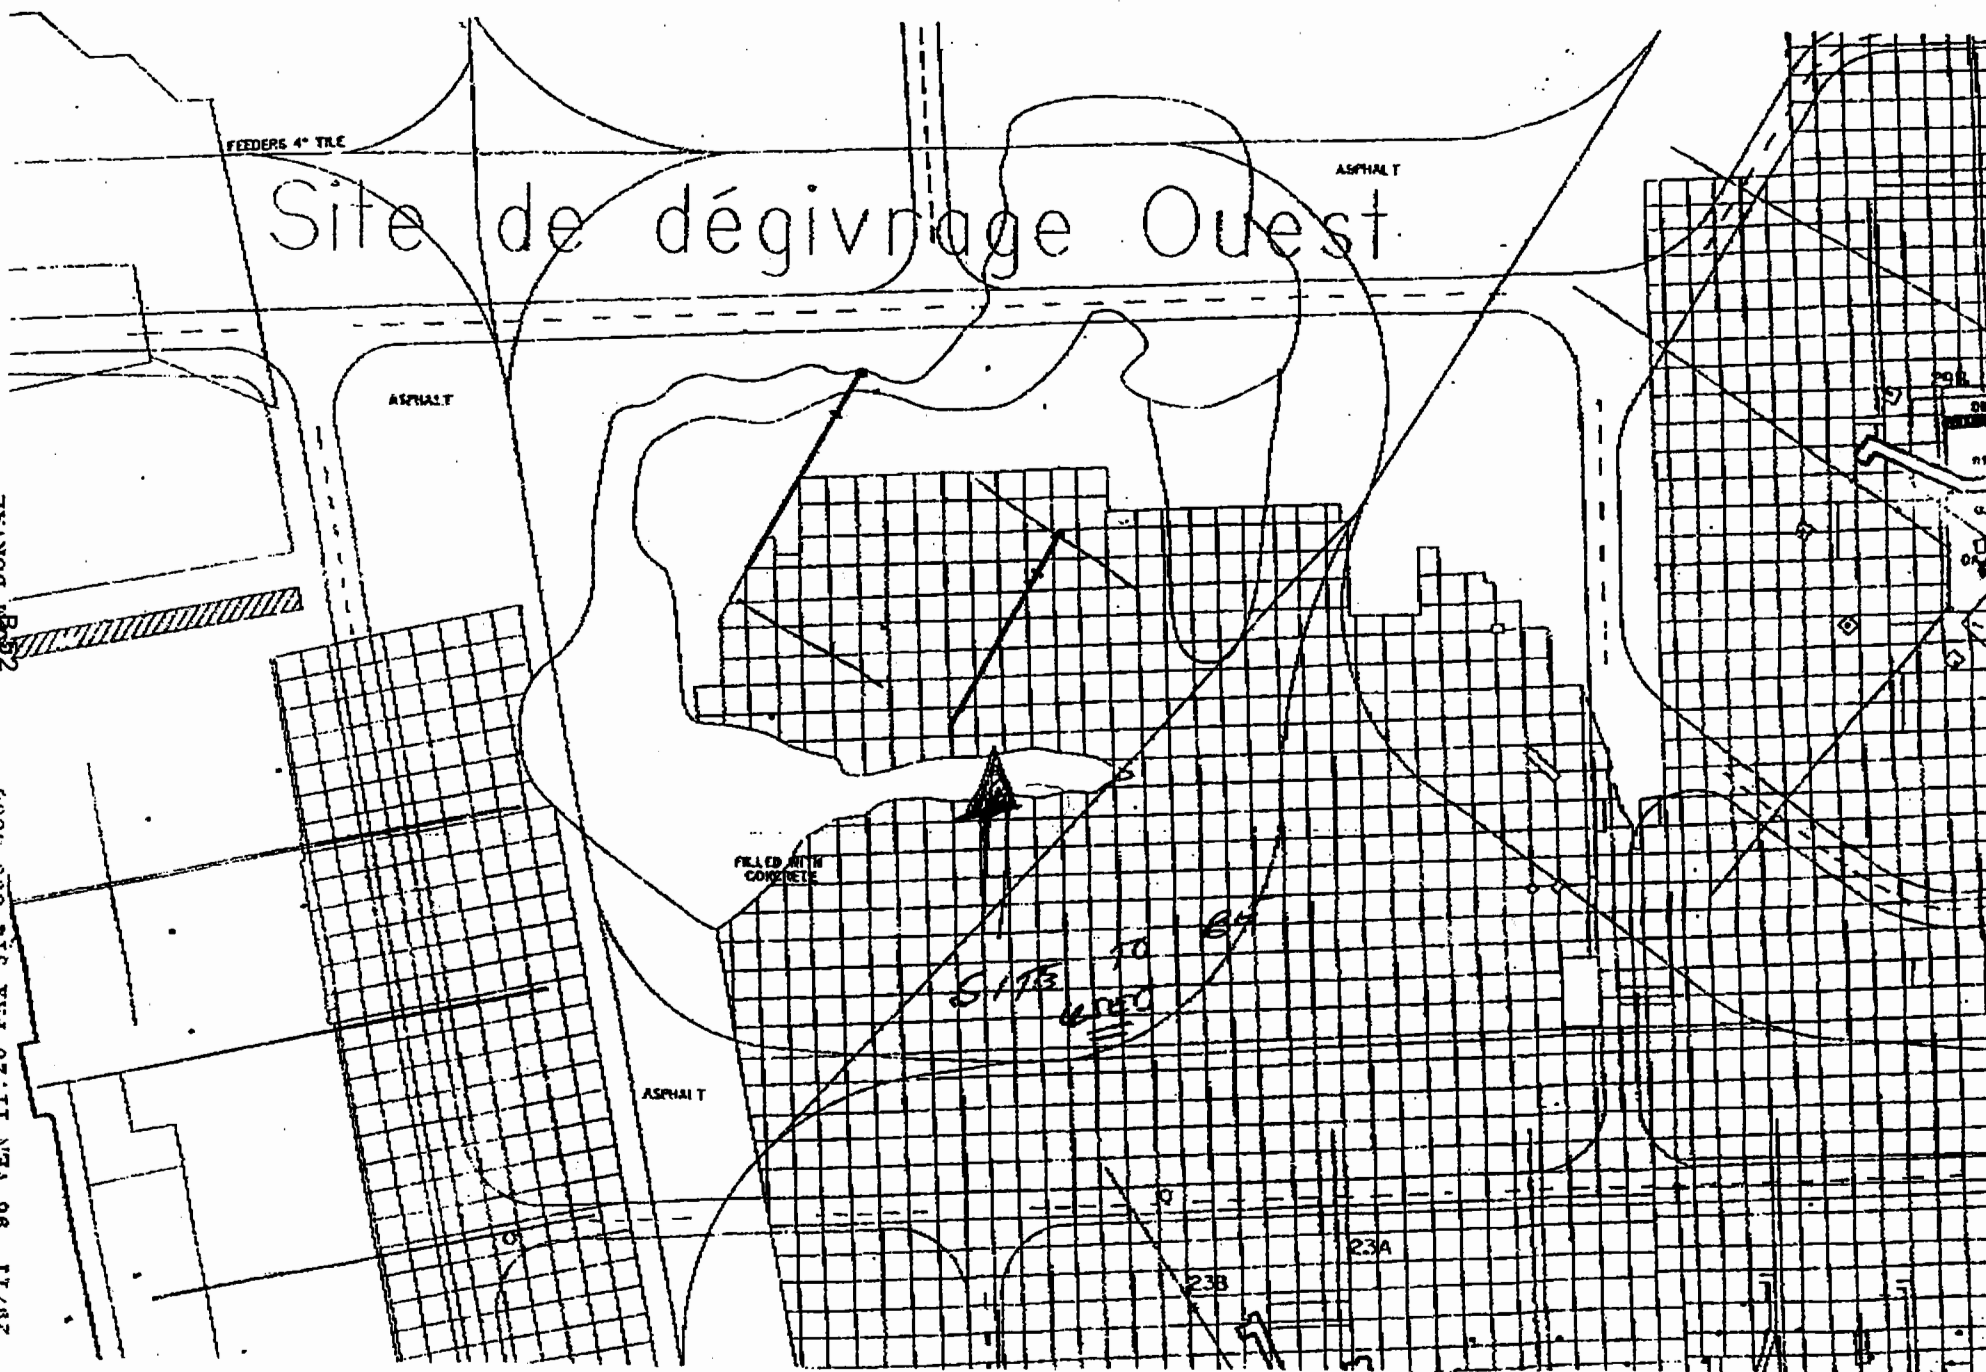 FEEDERS 4" TILE
ASPHALT
Site de dégivrage Ouest
ASPHALT
FILLED WITH
CONCRETE
SITE TO BE
USED
ASPHALT
23A
23B
29B